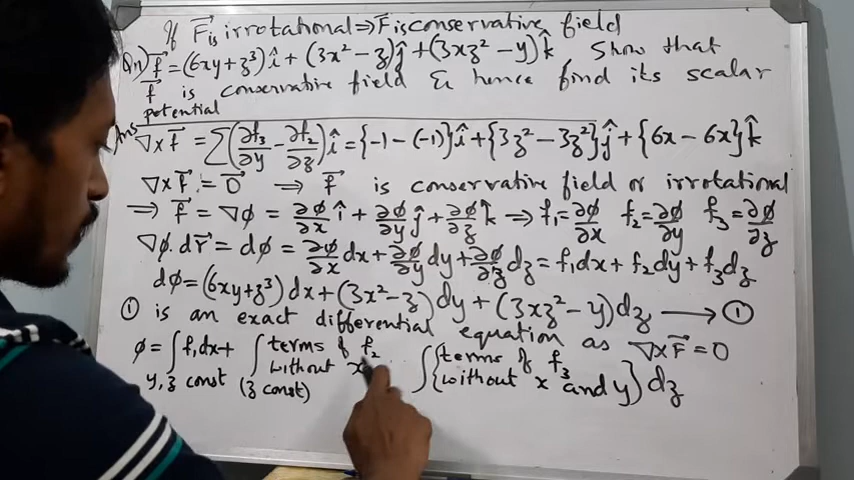 If F⃗ is irrotational ⇒ F⃗ is conservative field
Qn) f⃗ = (6xy + z³) î + (3x² − z) ĵ + (3xz² − y) k̂ Show that
f⃗ is conservative field & hence find its scalar
potential
Ans ∇ × f⃗ = ∑(∂f₃/∂y − ∂f₂/∂z) î = {-1 − (-1)} î + {3z² − 3z²} ĵ + {6x − 6x} k̂
∇ × F⃗ = 0⃗ ⇒ f⃗ is conservative field or irrotational
⇒ f⃗ = ∇φ = ∂φ/∂x î + ∂φ/∂y ĵ + ∂φ/∂z k̂ ⇒ f₁ = ∂φ/∂x f₂ = ∂φ/∂y f₃ = ∂φ/∂z
∇φ. dr⃗ = dφ = ∂φ/∂x dx + ∂φ/∂y dy + ∂φ/∂z dz = f₁dx + f₂dy + f₃dz
dφ = (6xy + z³) dx + (3x² − z) dy + (3xz² − y) dz → ①
① is an exact differential equation as ∇ × F⃗ = 0
φ = ∫ f₁dx + ∫ terms of f₂ ∫ {terms of f₃
without x without x and y} dz
y, z const (z const)